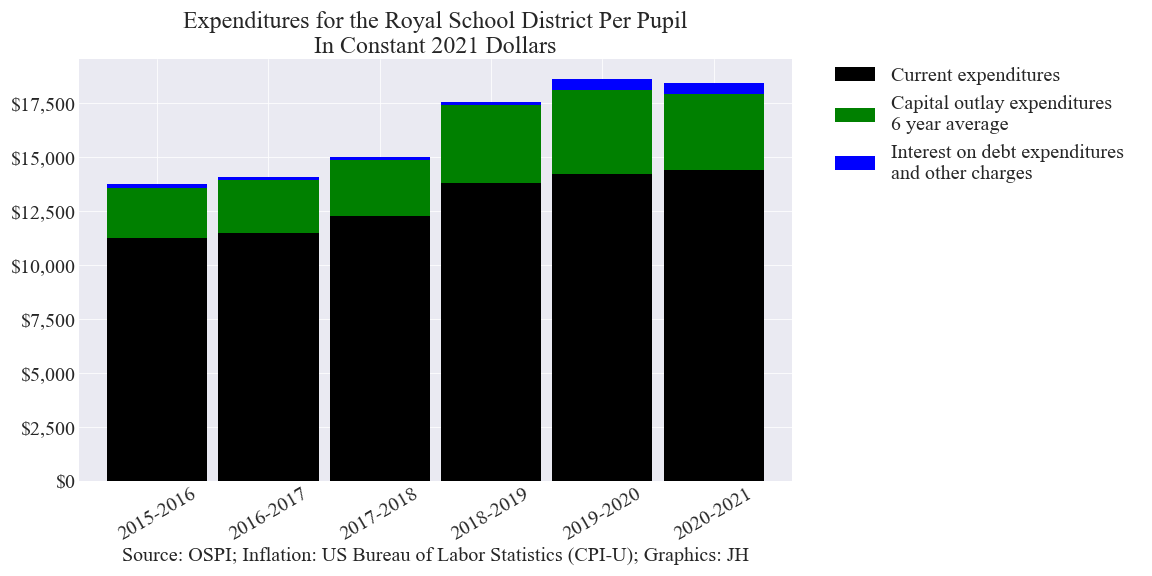 Expenditures for the Royal School District Per Pupil
In Constant 2021 Dollars
Current expenditures
Capital outlay expenditures
6 year average
Interest on debt expenditures
and other charges
$17,500
$15,000
$12,500
$10,000
$7,500
$5,000
$2,500
$0
2015-2016
2016-2017
2017-2018
2018-2019
2019-2020
2020-2021
Source: OSPI; Inflation: US Bureau of Labor Statistics (CPI-U); Graphics: JH